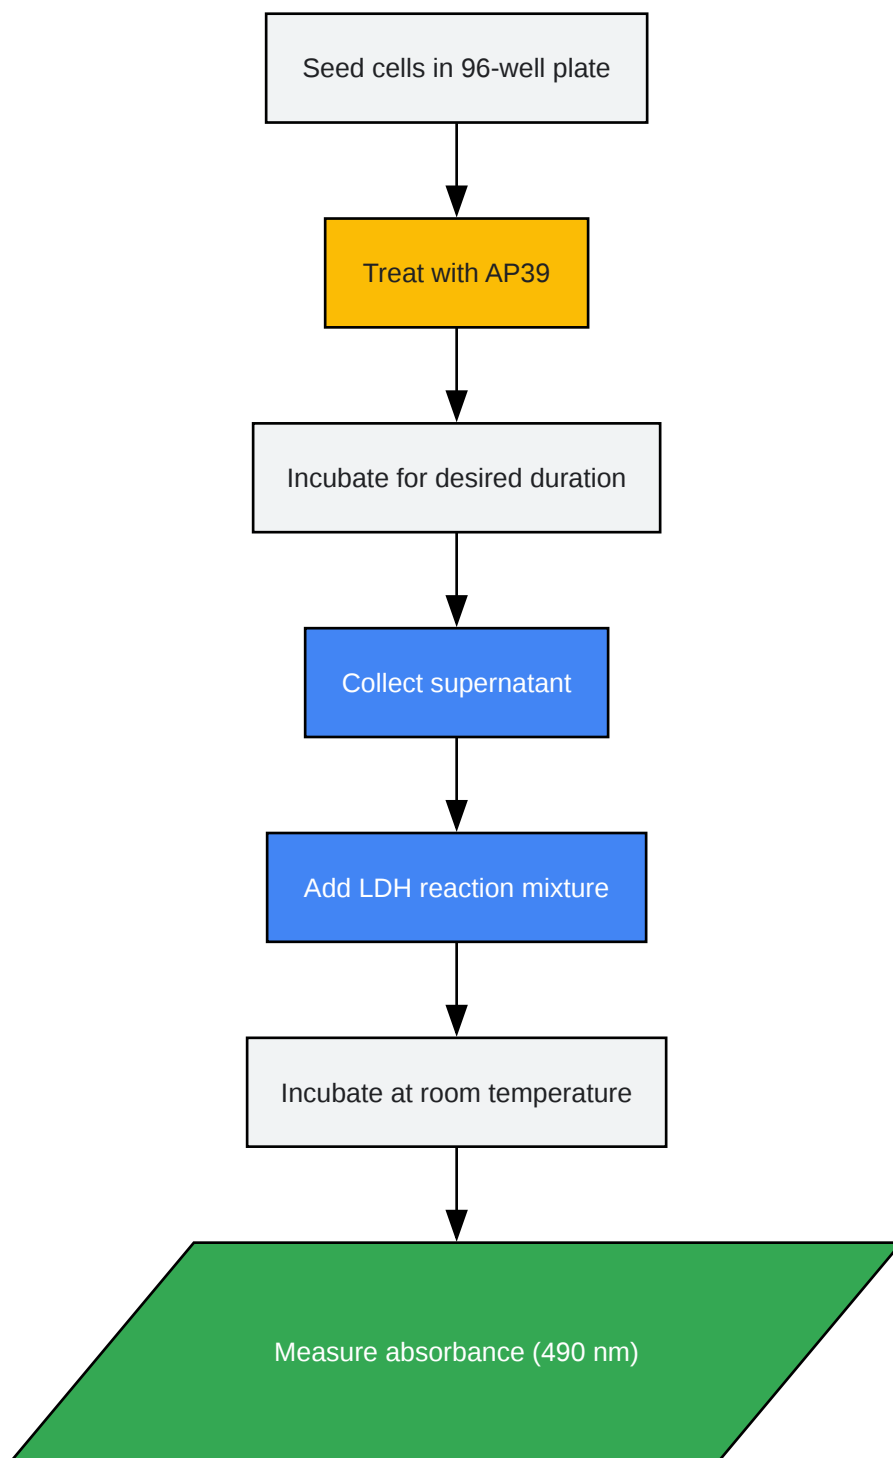 Seed cells in 96-well plate
Treat with AP39
Incubate for desired duration
Collect supernatant
Add LDH reaction mixture
Incubate at room temperature
Measure absorbance (490 nm)